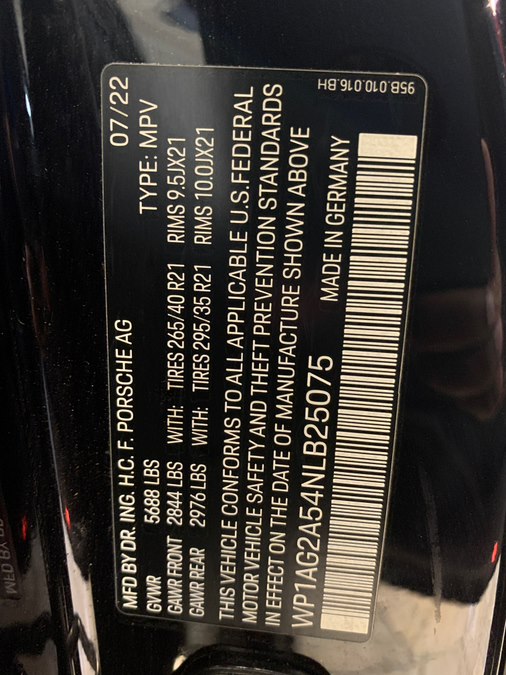 MFD BY DR. ING. H.C. F. PORSCHE AG 07/22
GVWR 5688 LBS TYPE: MPV
GAWR FRONT 2844 LBS WITH: TIRES 265/40 R21 RIMS 9.5JX21
GAWR REAR 2976 LBS WITH: TIRES 295/35 R21 RIMS 10.0JX21
THIS VEHICLE CONFORMS TO ALL APPLICABLE U.S.FEDERAL
MOTOR VEHICLE SAFETY AND THEFT PREVENTION STANDARDS
IN EFFECT ON THE DATE OF MANUFACTURE SHOWN ABOVE
WP1AG2A54NLB25075 MADE IN GERMANY
95B.010.016.BH